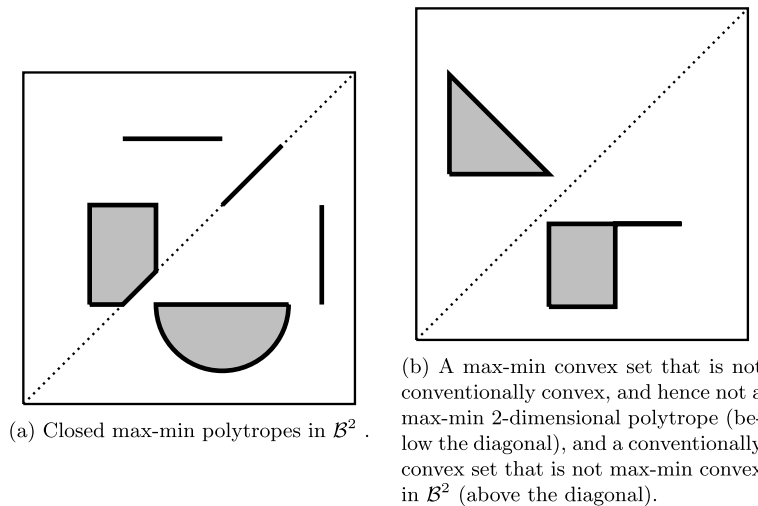 (a) Closed max-min polytropes in 𝓑² .
(b) A max-min convex set that is not
conventionally convex, and hence not a
max-min 2-dimensional polytrope (be-
low the diagonal), and a conventionally
convex set that is not max-min convex
in 𝓑² (above the diagonal).